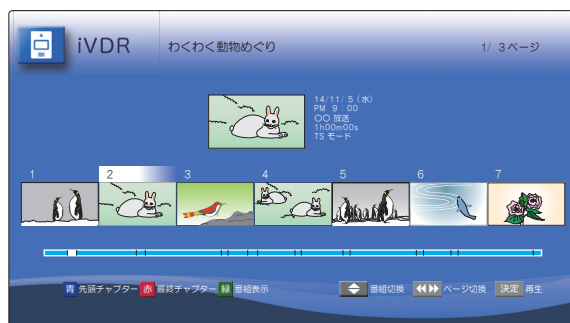 iVDR わくわく動物めぐり 1/ 3ページ
14/11/ 5 (水)
PM 9:00
〇〇 放送
1h00m00s
TS モード
1 2 3 4 5 6 7
青 先頭チャプター 赤 最終チャプター 緑 番組表示 番組切換 ページ切換 決定 再生